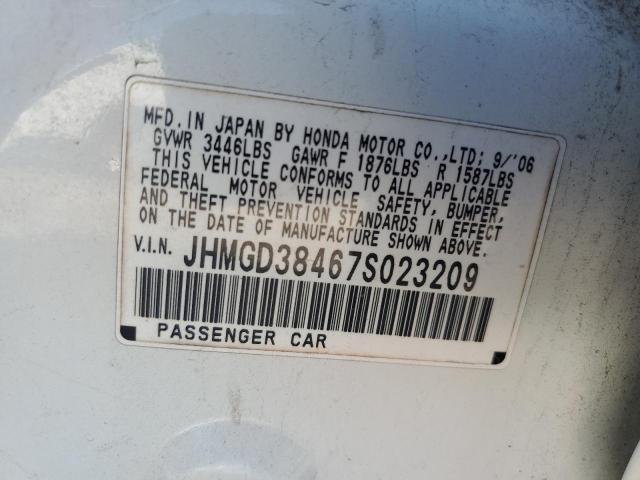 MFD. IN JAPAN BY HONDA MOTOR CO., LTD; 9/'06
GVWR 3446LBS GAWR F 1876LBS R 1587LBS
THIS VEHICLE CONFORMS TO ALL APPLICABLE
FEDERAL MOTOR VEHICLE SAFETY, BUMPER,
AND THEFT PREVENTION STANDARDS IN EFFECT
ON THE DATE OF MANUFACTURE SHOWN ABOVE.
V.I.N. JHMGD38467S023209
PASSENGER CAR